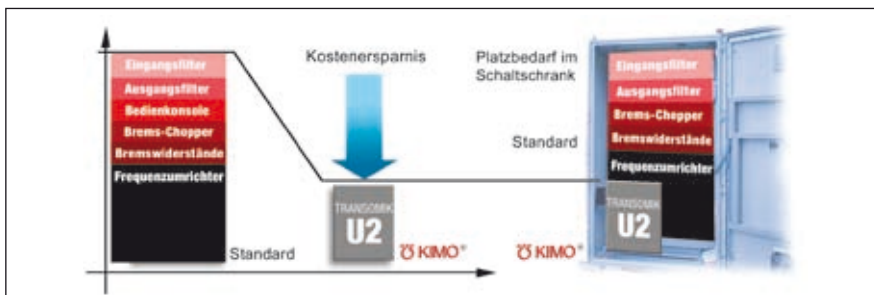 Eingangsfilter
Ausgangsfilter
Bedienkonsole
Brems-Chopper
Bremswiderstände
Frequenzumrichter
Standard
Kostenersparnis
TRANSOMIK
U2
KIMO®
Platzbedarf im
Schaltschrank
Standard
KIMO®
Eingangsfilter
Ausgangsfilter
Brems-Chopper
Bremswiderstände
Frequenzumrichter
TRANSOMIK
U2